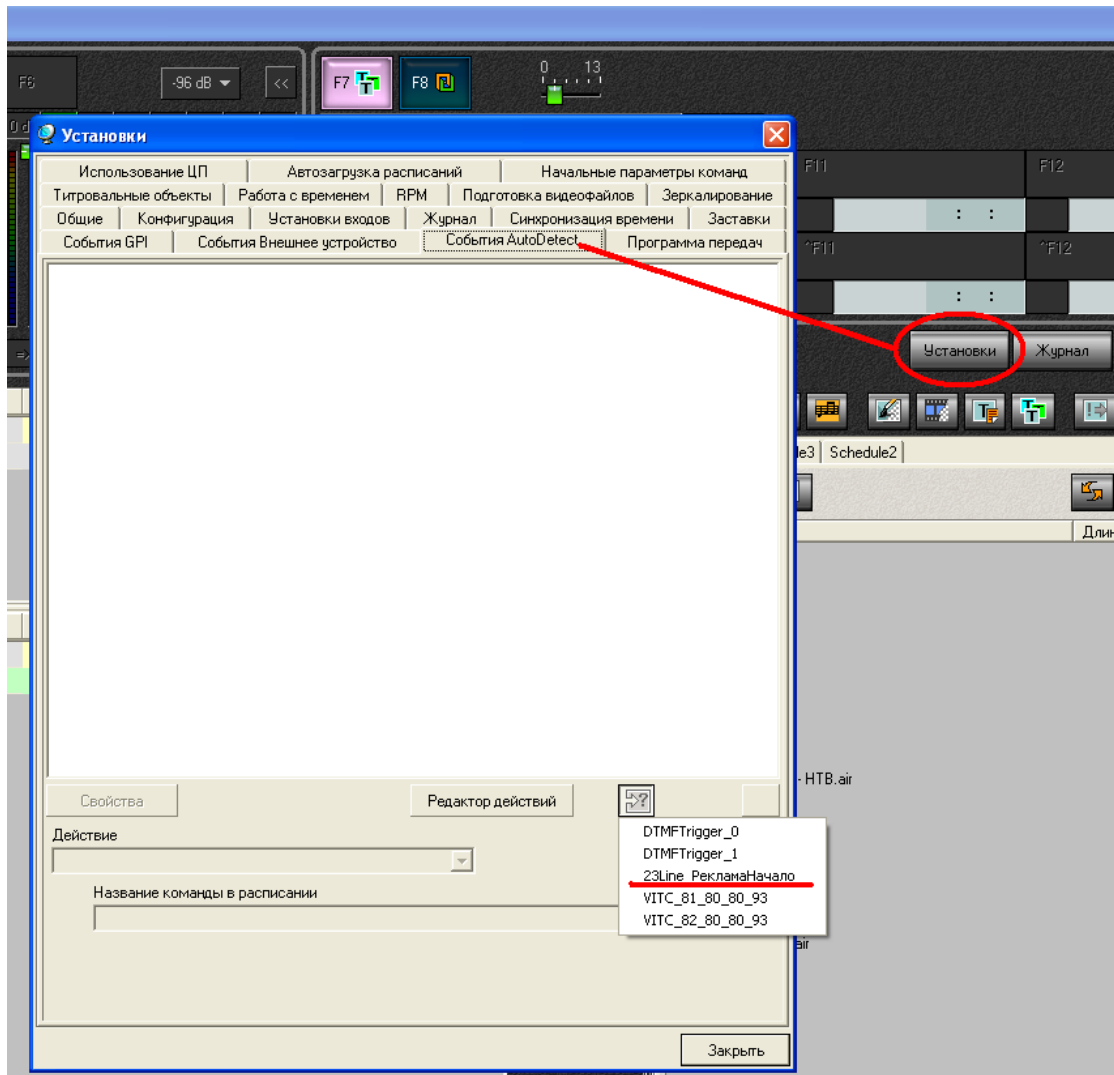 F6
-96 dB
<<
F7
F8
0 13
Установки
Использование ЦП
Автозагрузка расписаний
Начальные параметры команд
Титровальные объекты
Работа с временем
RPM
Подготовка видеофайлов
Зеркалирование
Общие
Конфигурация
Установки входов
Журнал
Синхронизация времени
Заставки
События GPI
События Внешнее устройство
События AutoDetect
Программа передач
F11
F12
: :
^F11
^F12
: :
Установки
Журнал
le3
Schedule2
Длин
- НТВ.air
Свойства
Редактор действий
Действие
DTMFTrigger_0
DTMFTrigger_1
23Line_РекламаНачало
VITC_81_80_80_93
VITC_82_80_80_93
Название команды в расписании
air
Закрыть